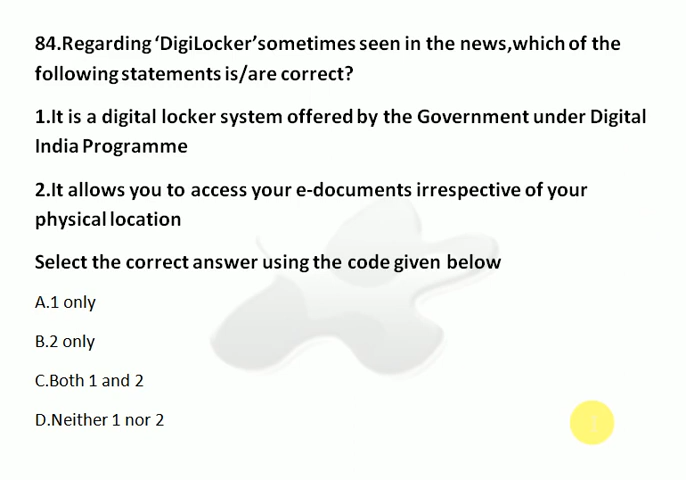 84.Regarding ‘DigiLocker’sometimes seen in the news,which of the
following statements is/are correct?
1.It is a digital locker system offered by the Government under Digital
India Programme
2.It allows you to access your e-documents irrespective of your
physical location
Select the correct answer using the code given below
A.1 only
B.2 only
C.Both 1 and 2
D.Neither 1 nor 2